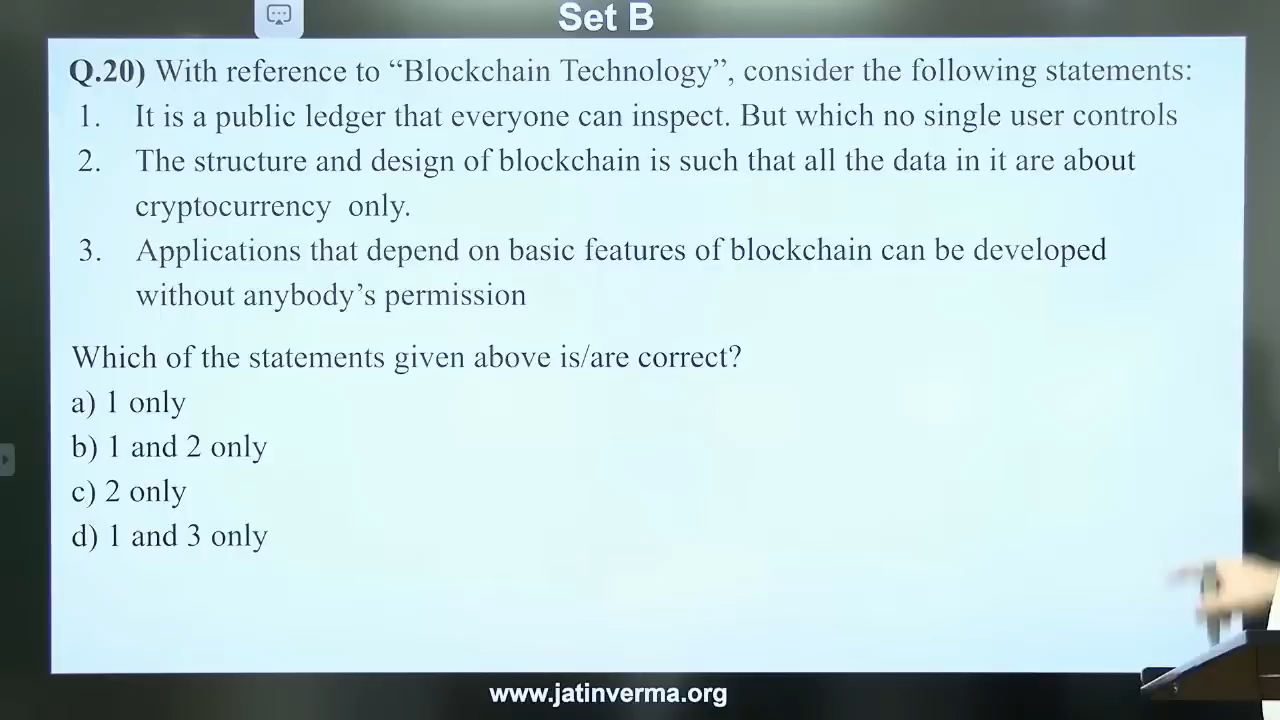 Set B
Q.20) With reference to “Blockchain Technology”, consider the following statements:
1. It is a public ledger that everyone can inspect. But which no single user controls
2. The structure and design of blockchain is such that all the data in it are about
cryptocurrency only.
3. Applications that depend on basic features of blockchain can be developed
without anybody’s permission
Which of the statements given above is/are correct?
a) 1 only
b) 1 and 2 only
c) 2 only
d) 1 and 3 only
www.jatinverma.org